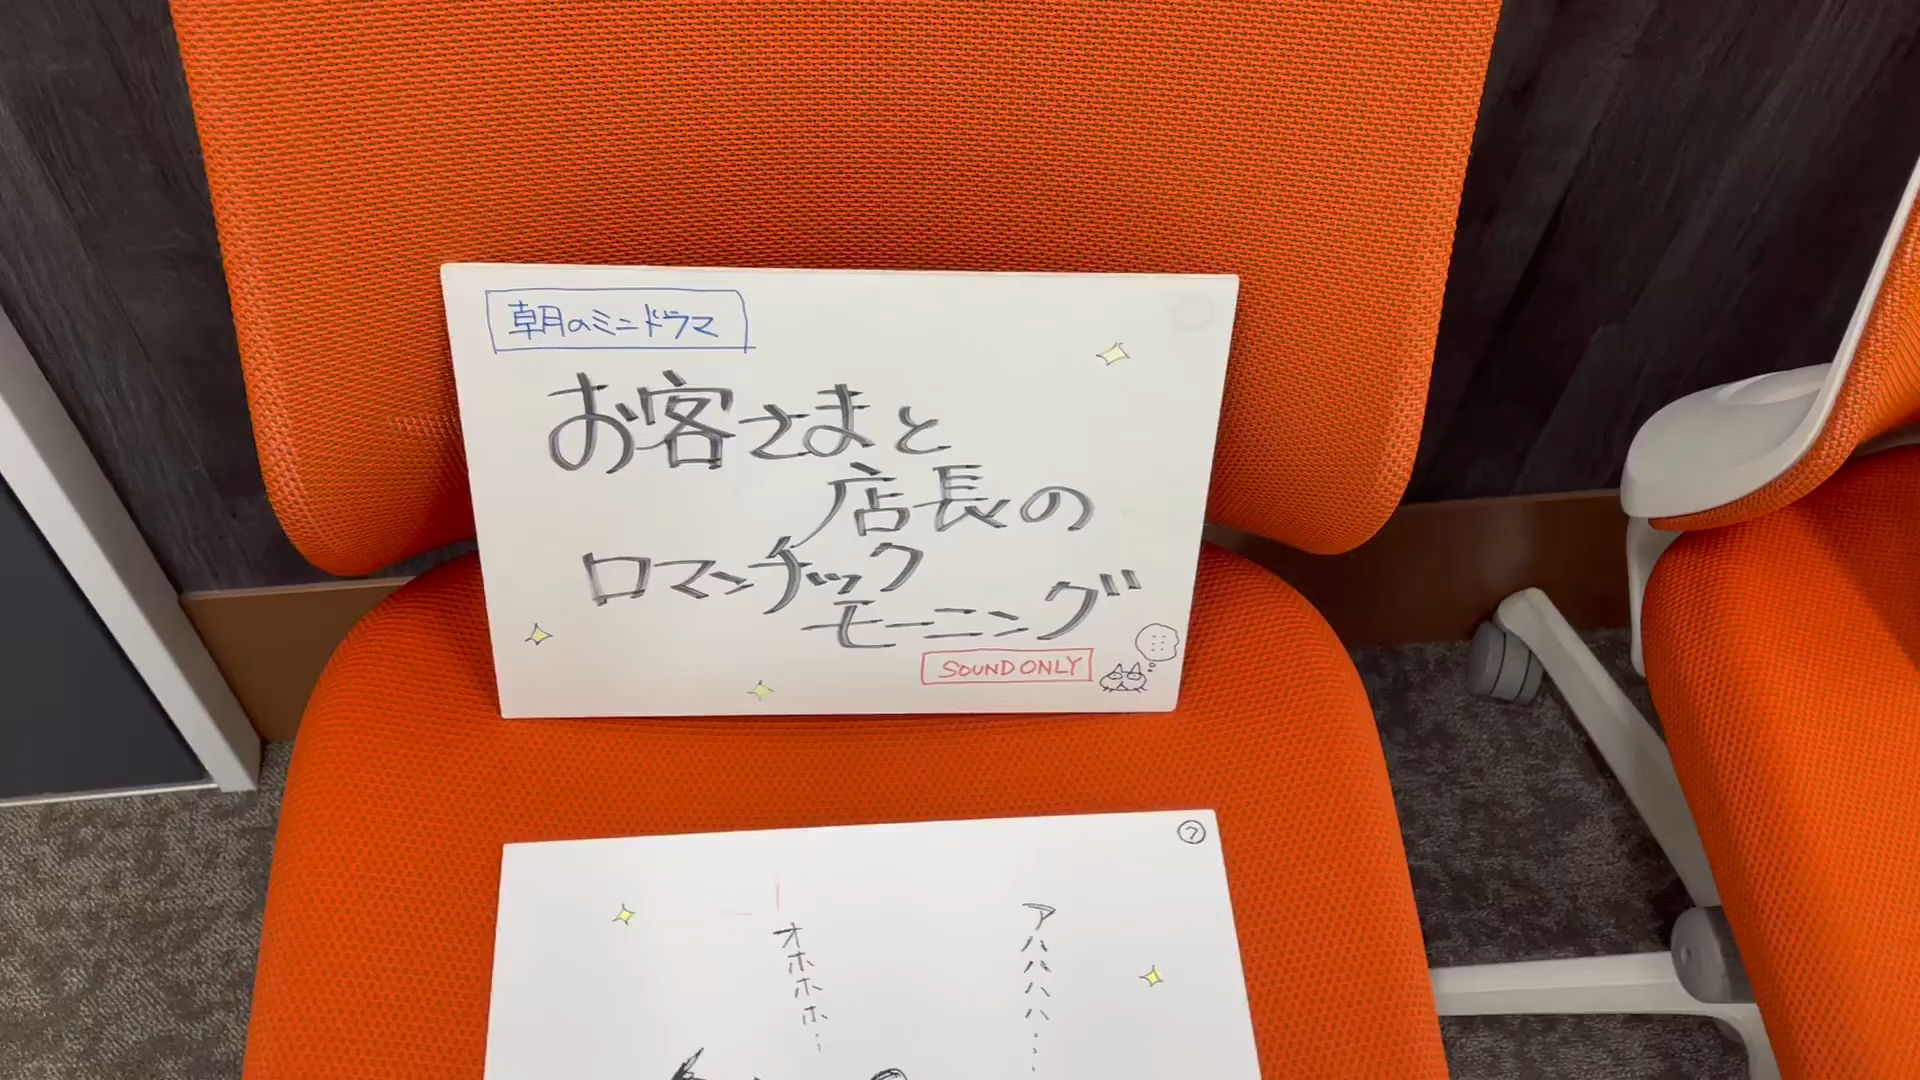 朝のミニドラマ
お客さまと
店長の
ロマンチック
モーニング
SOUND ONLY
7
アハハハハ……
オホホホ…